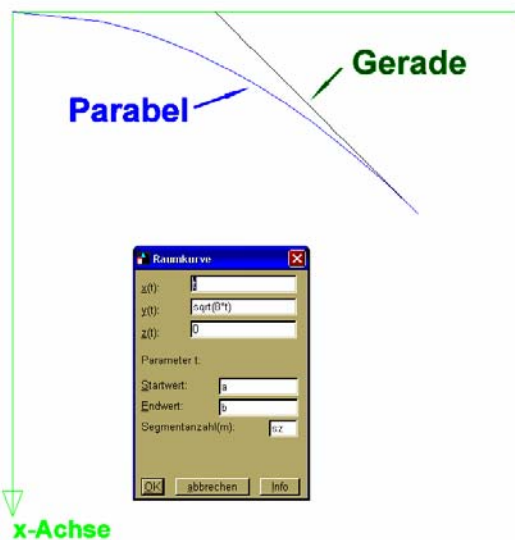 Gerade
Parabel
Raumkurve
x(t):
y(t): sqrt(8*t)
z(t): 0
Parameter t:
Startwert: a
Endwert: b
Segmentanzahl(m): sz
OK abbrechen Info
x-Achse